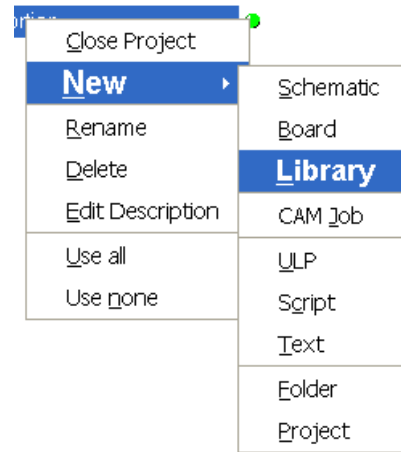 Close Project
New
Rename
Delete
Edit Description
Use all
Use none
Schematic
Board
Library
CAM Job
ULP
Script
Text
Folder
Project